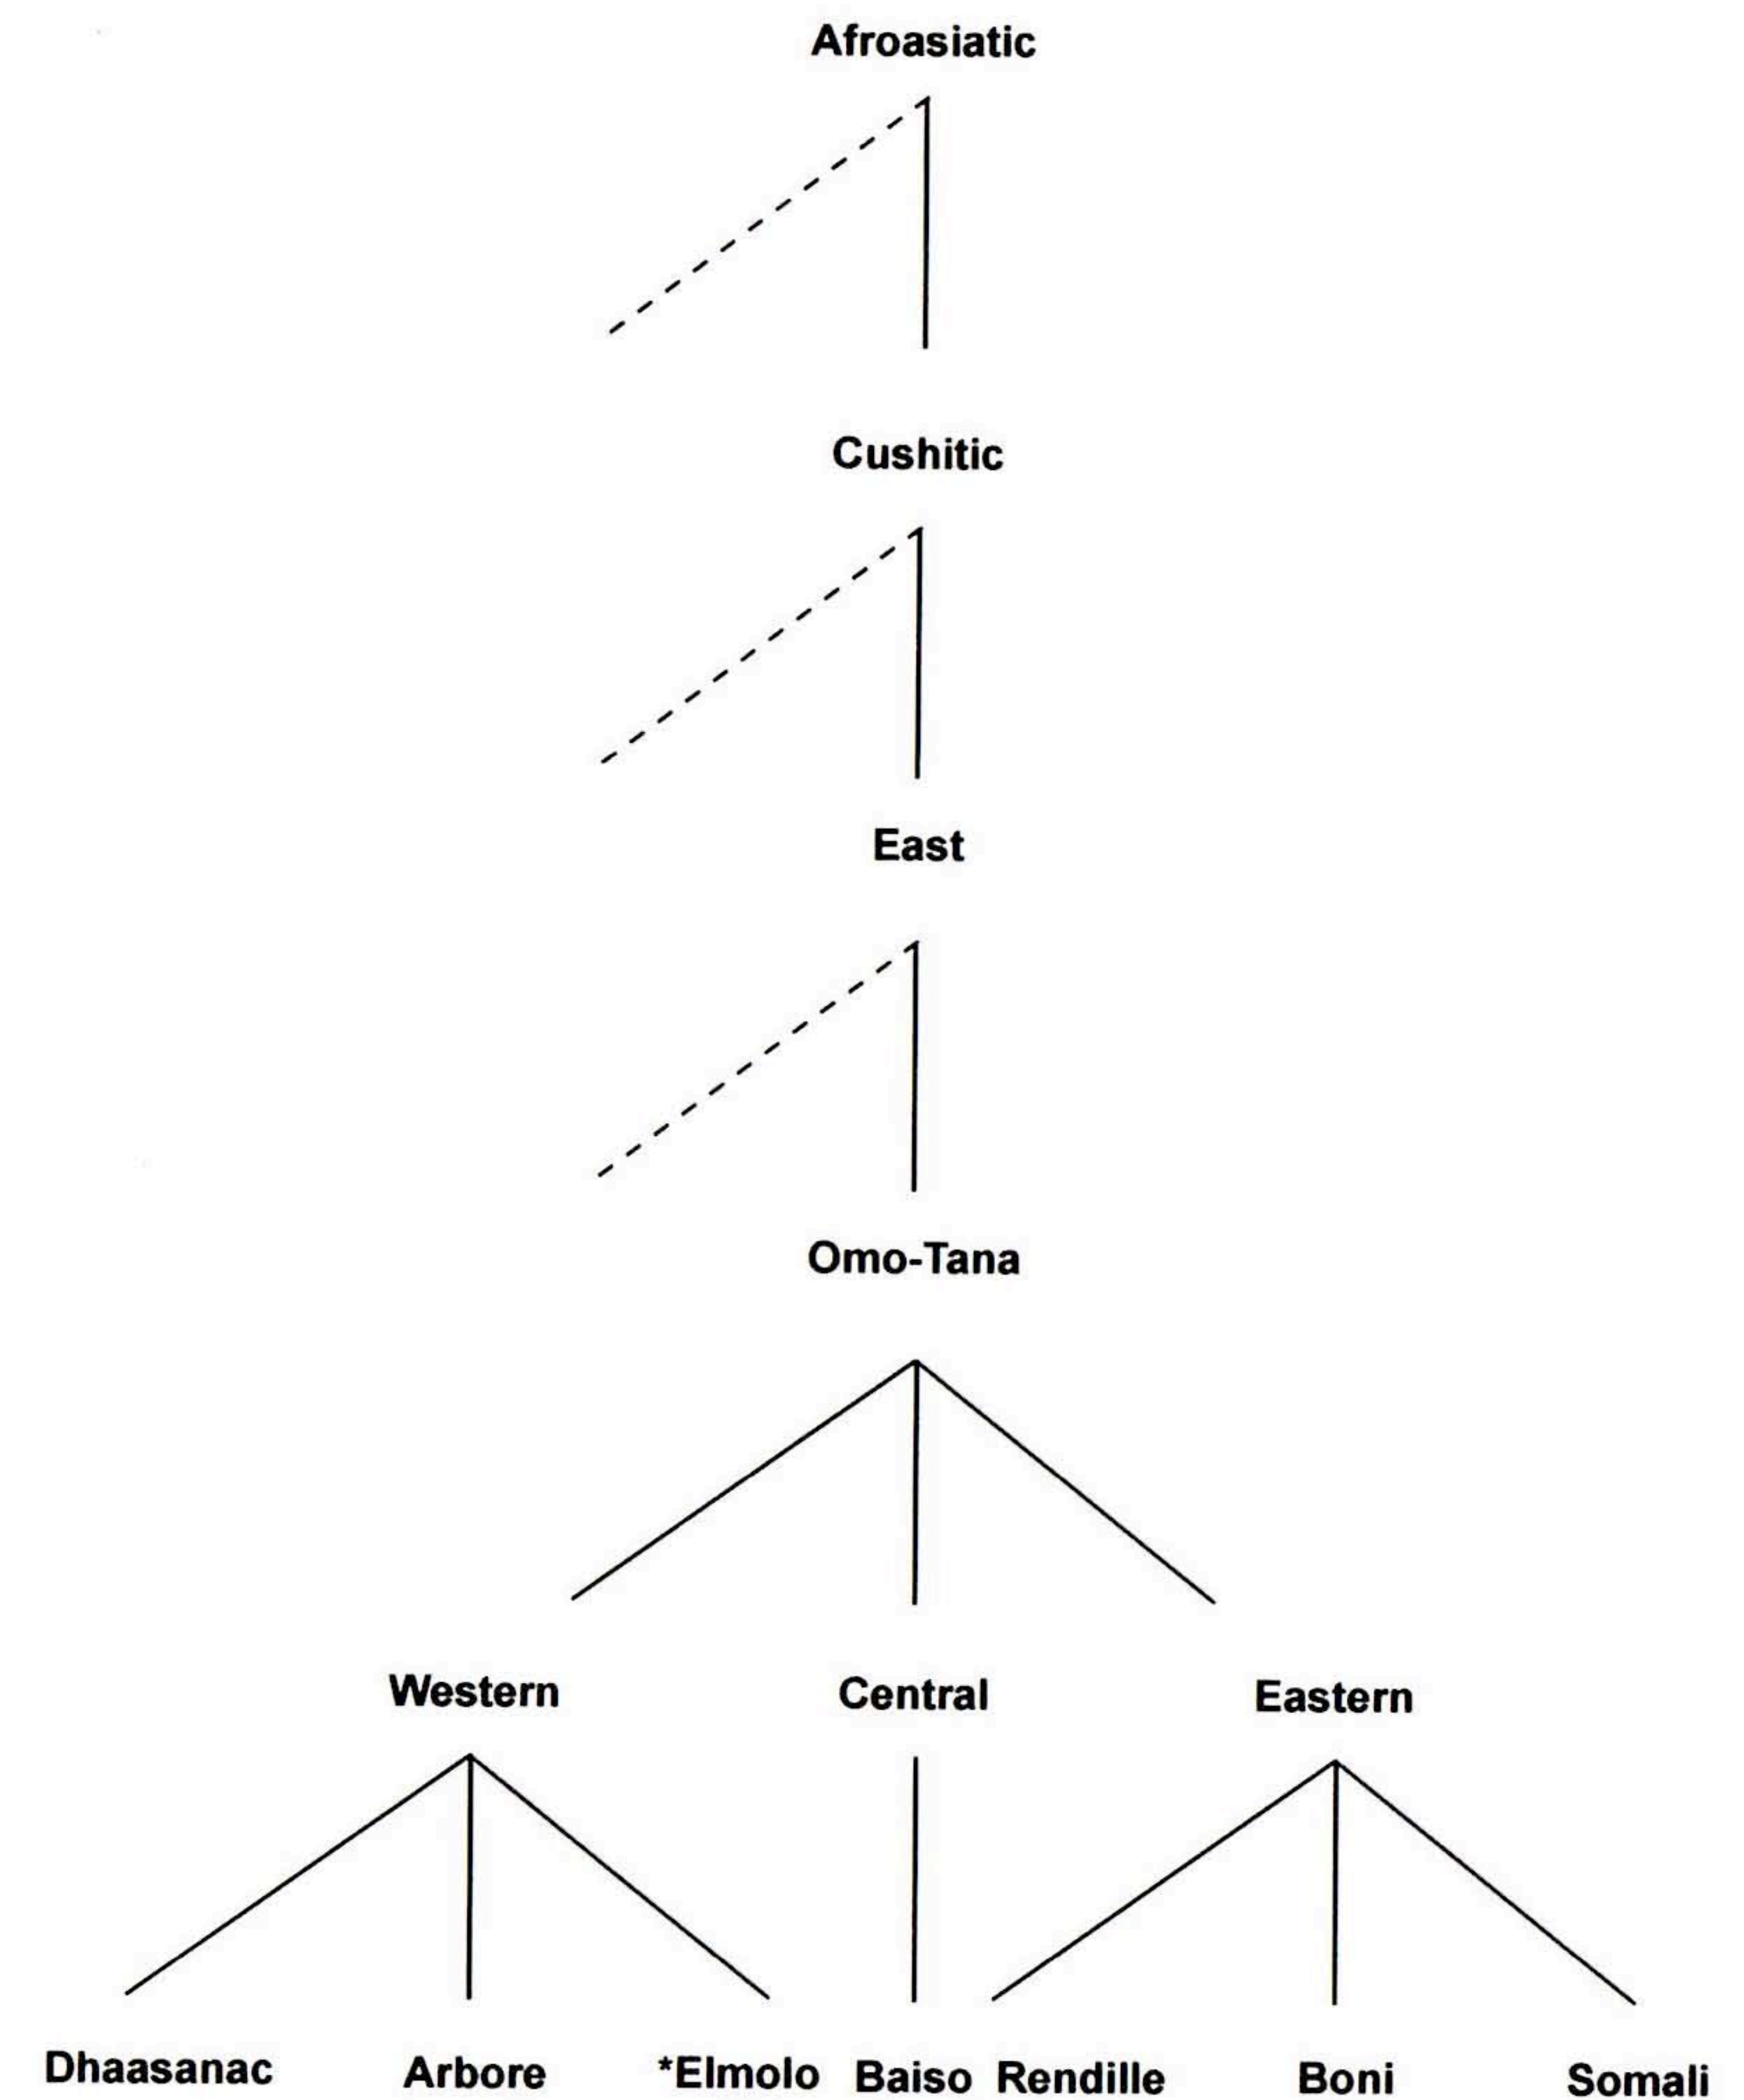 Afroasiatic
Cushitic
East
Omo-Tana
Western Central Eastern
Dhaasanac Arbore *Elmolo Baiso Rendille Boni Somali